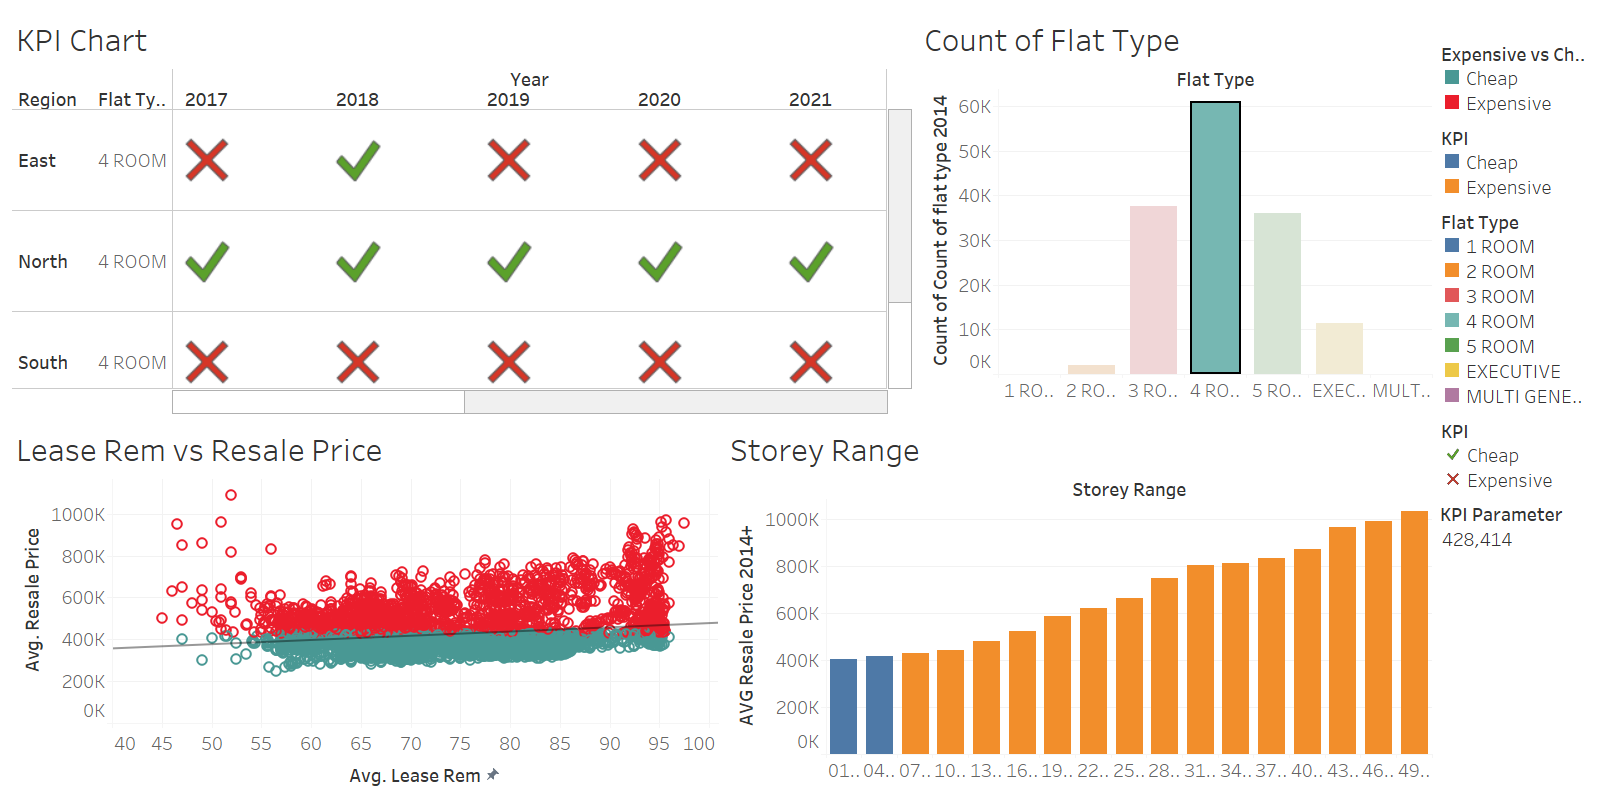 KPI Chart
Year
Region Flat Ty.. 2017 2018 2019 2020 2021
East 4 ROOM
North 4 ROOM
South 4 ROOM
Count of Flat Type
Flat Type
Count of Count of flat type 2014
60K
50K
40K
30K
20K
10K
0K
1 RO.. 2 RO.. 3 RO.. 4 RO.. 5 RO.. EXEC.. MULT..
Expensive vs Ch..
Cheap
Expensive
KPI
Cheap
Expensive
Flat Type
1 ROOM
2 ROOM
3 ROOM
4 ROOM
5 ROOM
EXECUTIVE
MULTI GENE..
KPI
Cheap
Expensive
KPI Parameter
428,414
Lease Rem vs Resale Price
Avg. Resale Price
1000K
800K
600K
400K
200K
0K
40 45 50 55 60 65 70 75 80 85 90 95 100
Avg. Lease Rem
Storey Range
Storey Range
AVG Resale Price 2014+
1000K
800K
600K
400K
200K
0K
01.. 04.. 07.. 10.. 13.. 16.. 19.. 22.. 25.. 28.. 31.. 34.. 37.. 40.. 43.. 46.. 49..